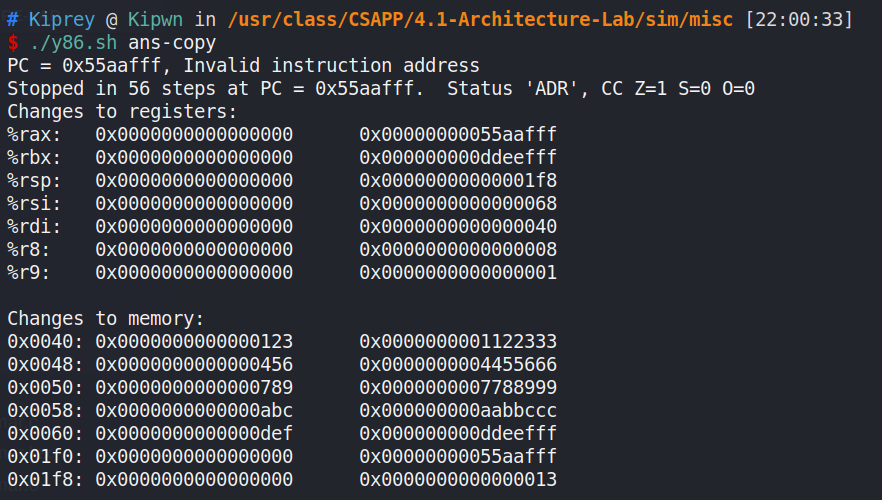 # Kiprey @ Kipwn in /usr/class/CSAPP/4.1-Architecture-Lab/sim/misc [22:00:33]
$ ./y86.sh ans-copy
PC = 0x55aafff, Invalid instruction address
Stopped in 56 steps at PC = 0x55aafff.  Status 'ADR', CC Z=1 S=0 O=0
Changes to registers:
%rax:   0x0000000000000000      0x00000000055aafff
%rbx:   0x0000000000000000      0x000000000ddeefff
%rsp:   0x0000000000000000      0x00000000000001f8
%rsi:   0x0000000000000000      0x0000000000000068
%rdi:   0x0000000000000000      0x0000000000000040
%r8:    0x0000000000000000      0x0000000000000008
%r9:    0x0000000000000000      0x0000000000000001

Changes to memory:
0x0040: 0x0000000000000123      0x0000000001122333
0x0048: 0x0000000000000456      0x0000000004455666
0x0050: 0x0000000000000789      0x0000000007788999
0x0058: 0x0000000000000abc      0x000000000aabbccc
0x0060: 0x0000000000000def      0x000000000ddeefff
0x01f0: 0x0000000000000000      0x00000000055aafff
0x01f8: 0x0000000000000000      0x0000000000000013